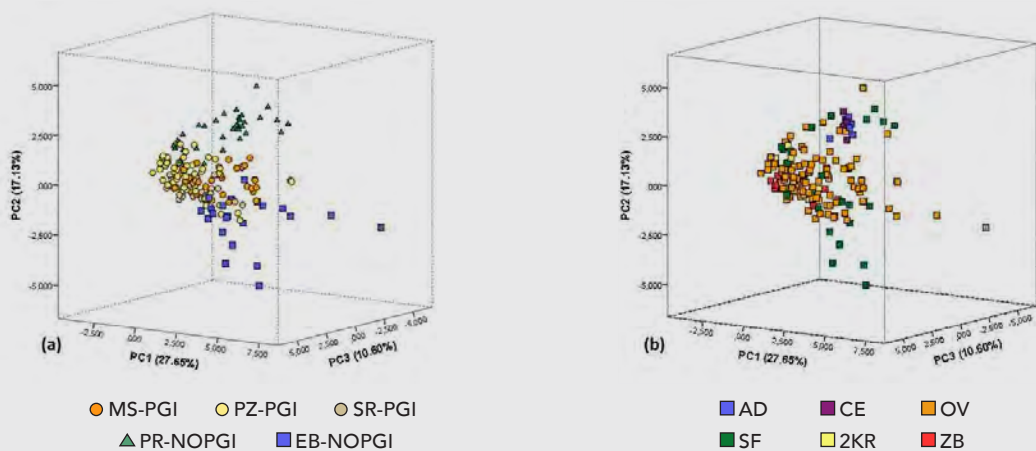 5,000
2,500
,000
-2,500
-5,000
PC2 (17.13%)
-2,500 ,000 2,500 5,000 7,500
PC1 (27.65%)
5,000 2,500 ,000 -2,500 -5,000
PC3 (10.60%)
(a)
MS-PGI PZ-PGI SR-PGI
PR-NOPGI EB-NOPGI
5,000
2,500
,000
-2,500
-5,000
PC2 (17.13%)
-2,500 ,000 2,500 5,000 7,500
PC1 (27.65%)
5,000 2,500 ,000 -2,500 -5,000
PC3 (10.60%)
(b)
AD CE OV
SF 2KR ZB